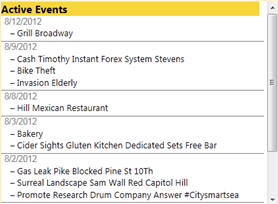 Active Events
8/12/2012
– Grill Broadway
8/9/2012
– Cash Timothy Instant Forex System Stevens
– Bike Theft
– Invasion Elderly
8/8/2012
– Hill Mexican Restaurant
8/3/2012
– Bakery
– Cider Sights Gluten Kitchen Dedicated Sets Free Bar
8/2/2012
– Gas Leak Pike Blocked Pine St 10Th
– Surreal Landscape Sam Wall Red Capitol Hill
– Promote Research Drum Company Answer #Citysmartsea